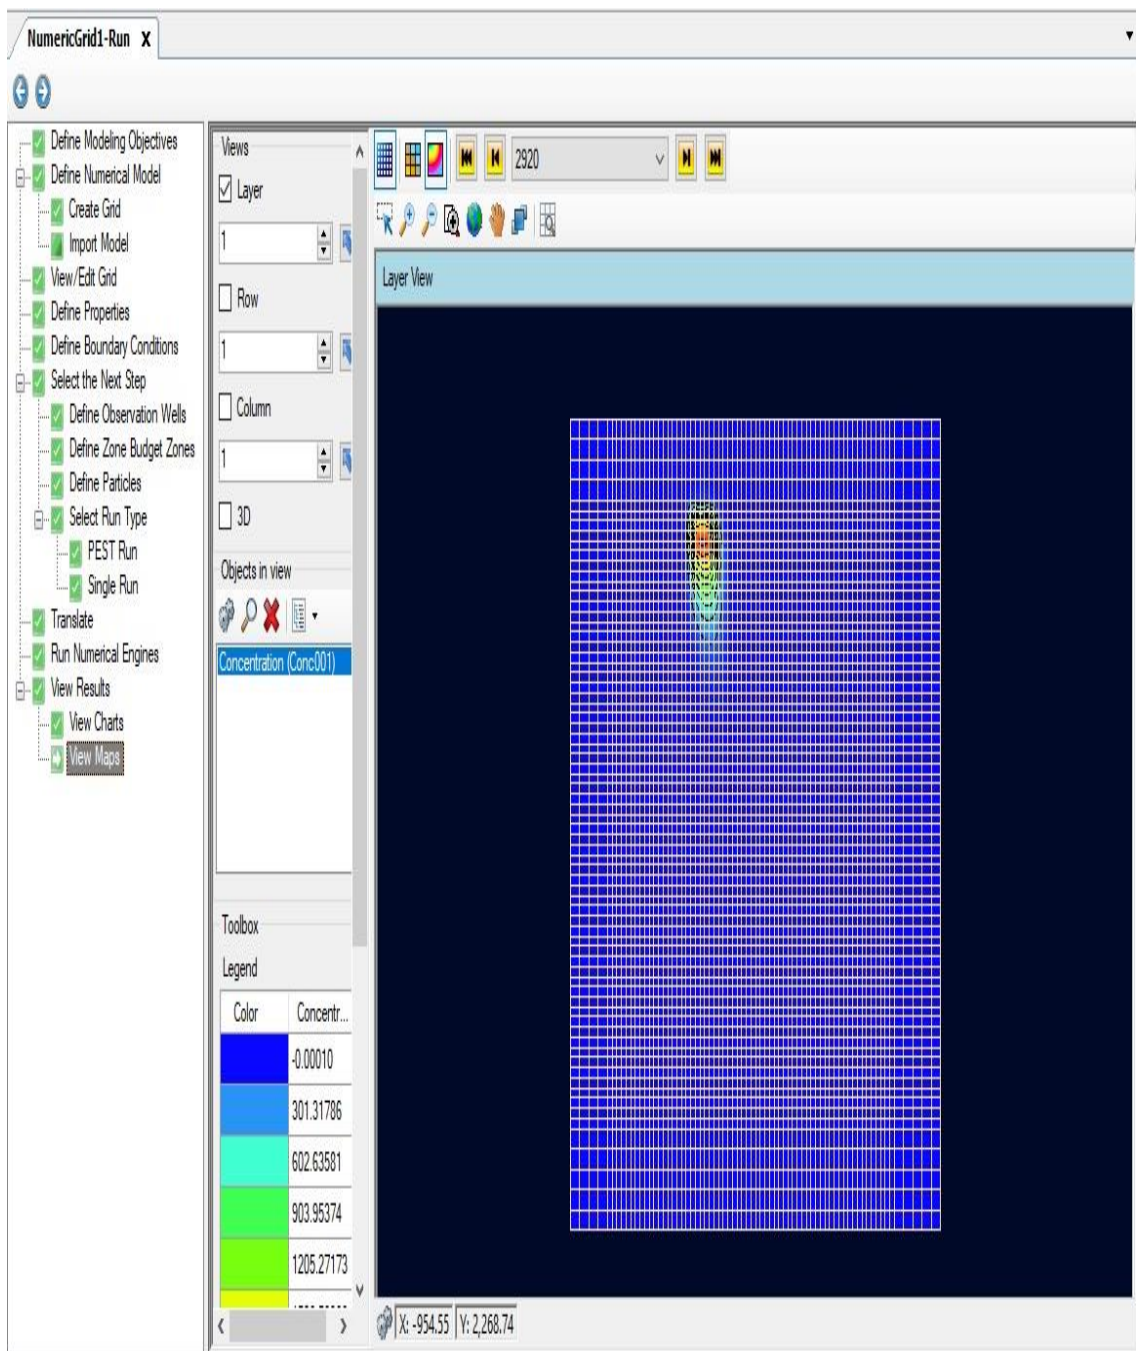 NumericGrid1-Run X
Define Modeling Objectives
Define Numerical Model
Create Grid
Import Model
View/Edit Grid
Define Properties
Define Boundary Conditions
Select the Next Step
Define Observation Wells
Define Zone Budget Zones
Define Particles
Select Run Type
PEST Run
Single Run
Translate
Run Numerical Engines
View Results
View Charts
View Maps
Views
Layer
1
Row
1
Column
1
3D
Objects in view
Concentration (Conc001)
Toolbox
Legend
Color Concentr...
-0.00010
301.31786
602.63581
903.95374
1205.27173
2920
Layer View
X: -954.55 Y: 2,268.74